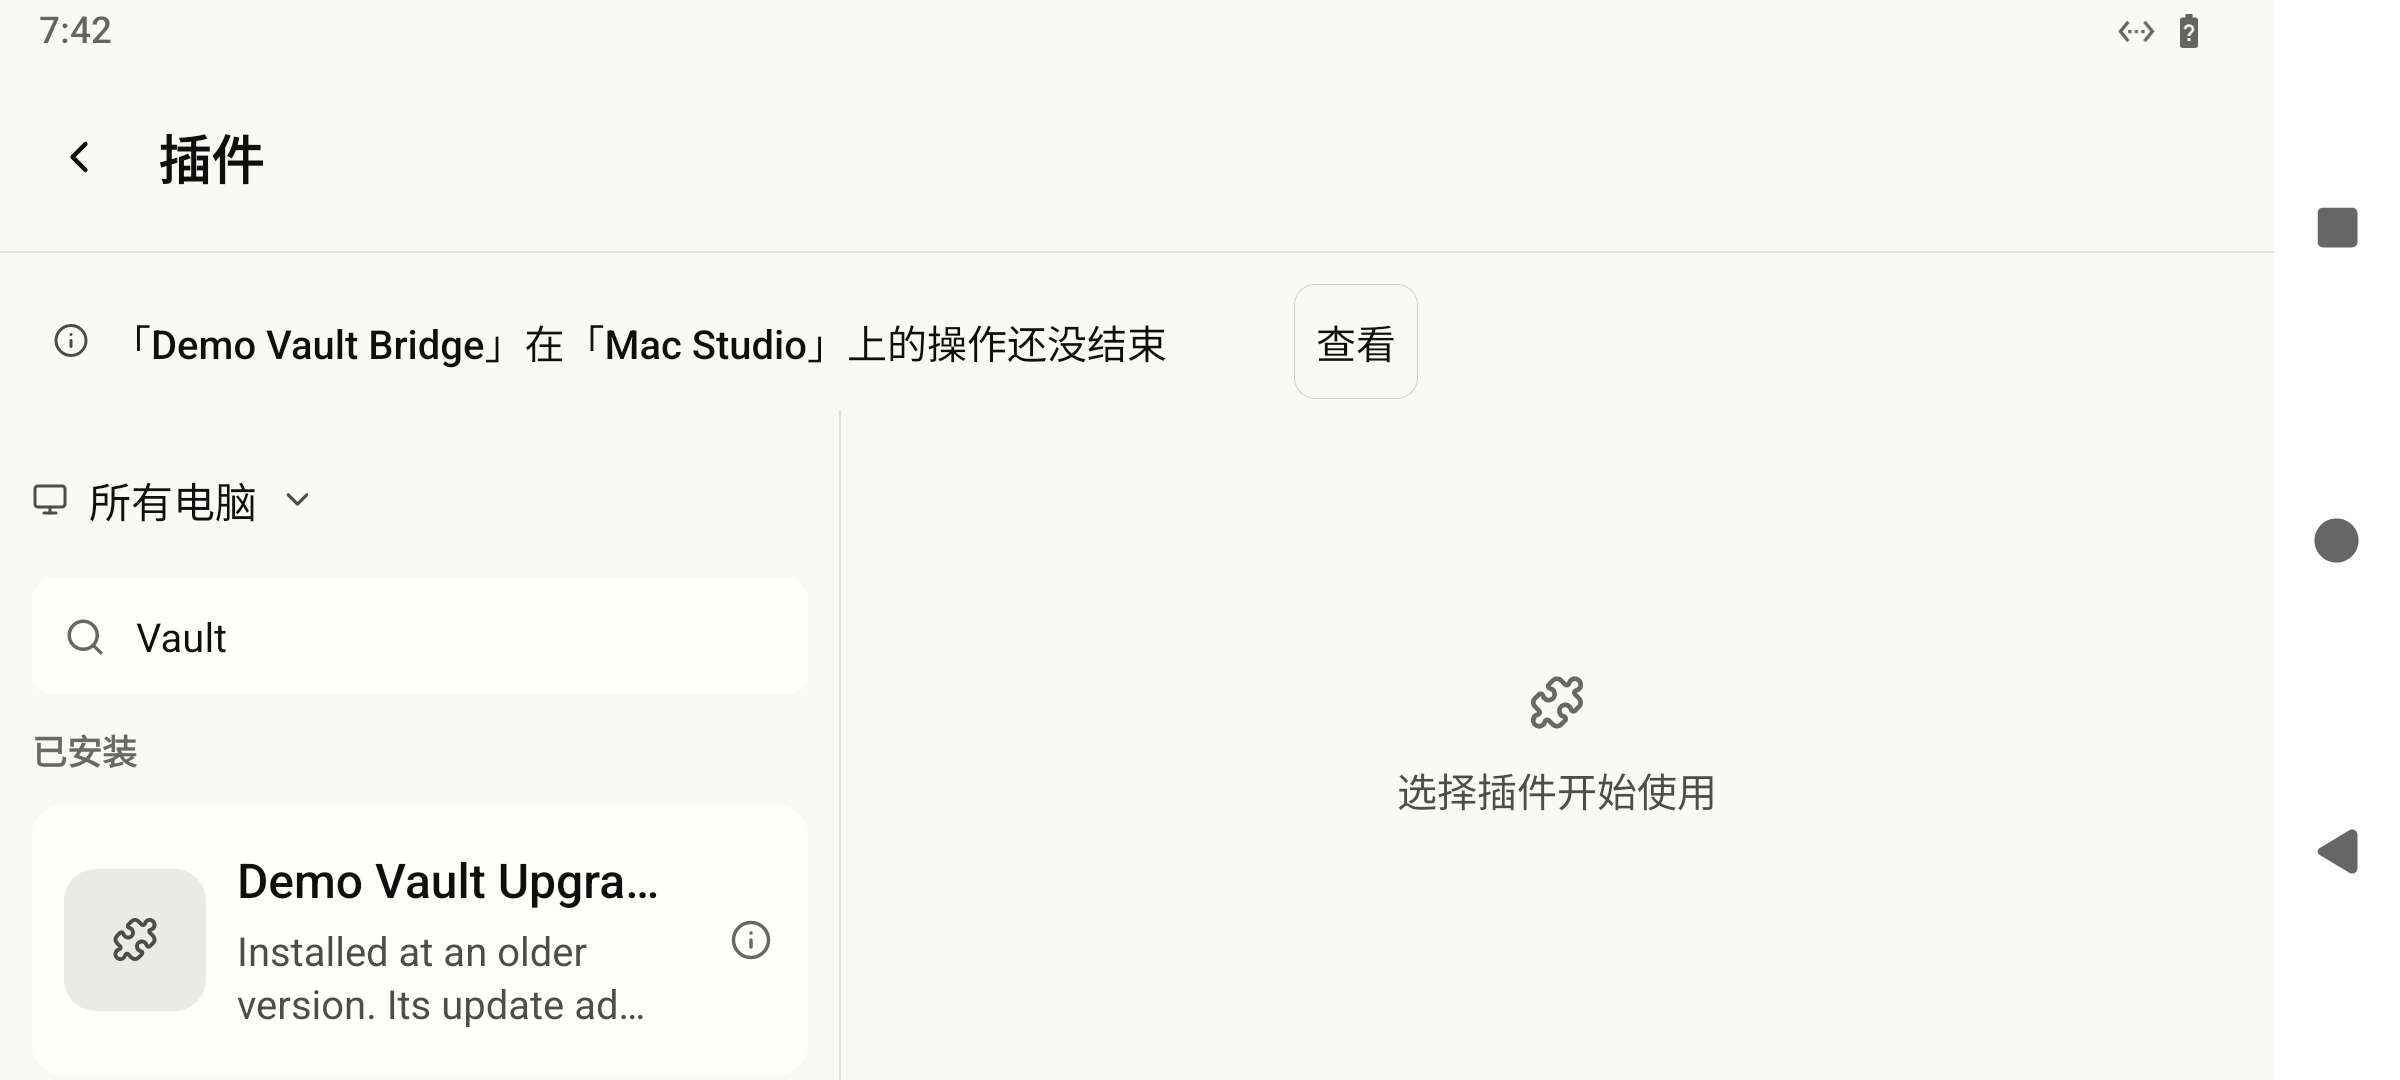 7:42
插件
「Demo Vault Bridge」在「Mac Studio」上的操作还没结束
查看
所有电脑
Vault
已安装
Demo Vault Upgra...
Installed at an older
version. Its update ad...
选择插件开始使用